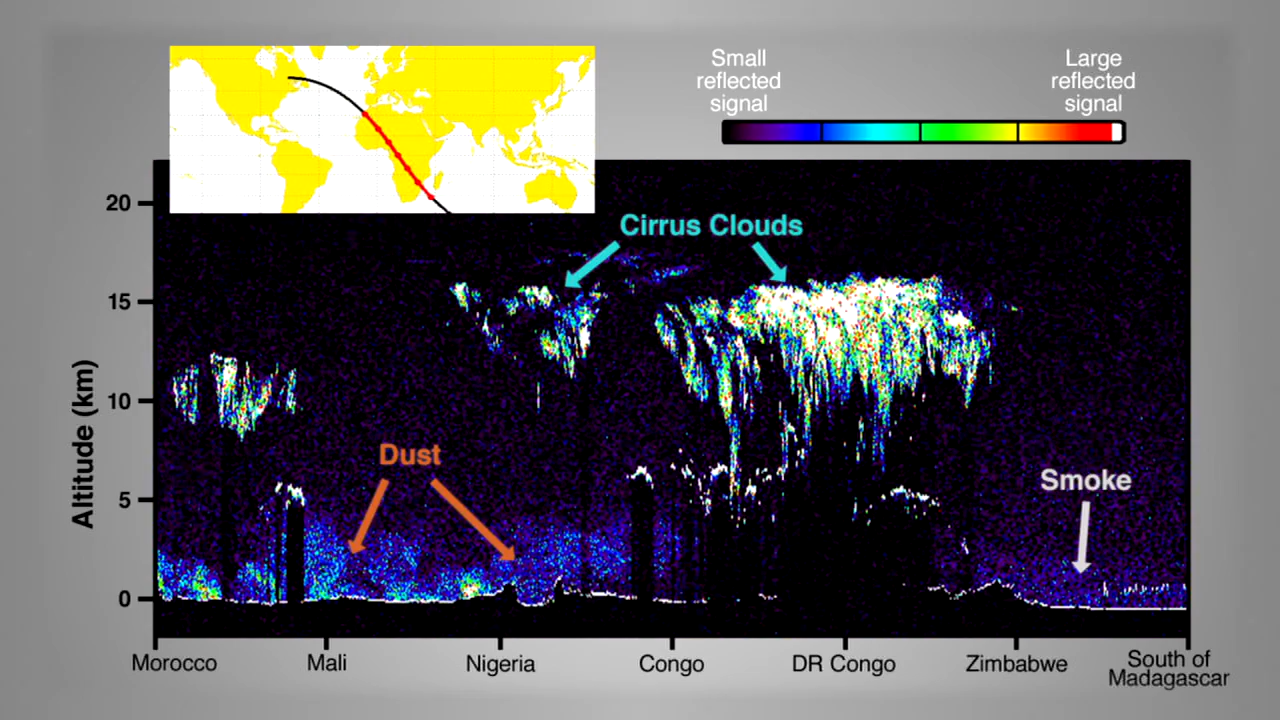 Small
reflected
signal
Large
reflected
signal
Cirrus Clouds
Dust
Smoke
Altitude (km)
20
15
10
5
0
Morocco
Mali
Nigeria
Congo
DR Congo
Zimbabwe
South of
Madagascar